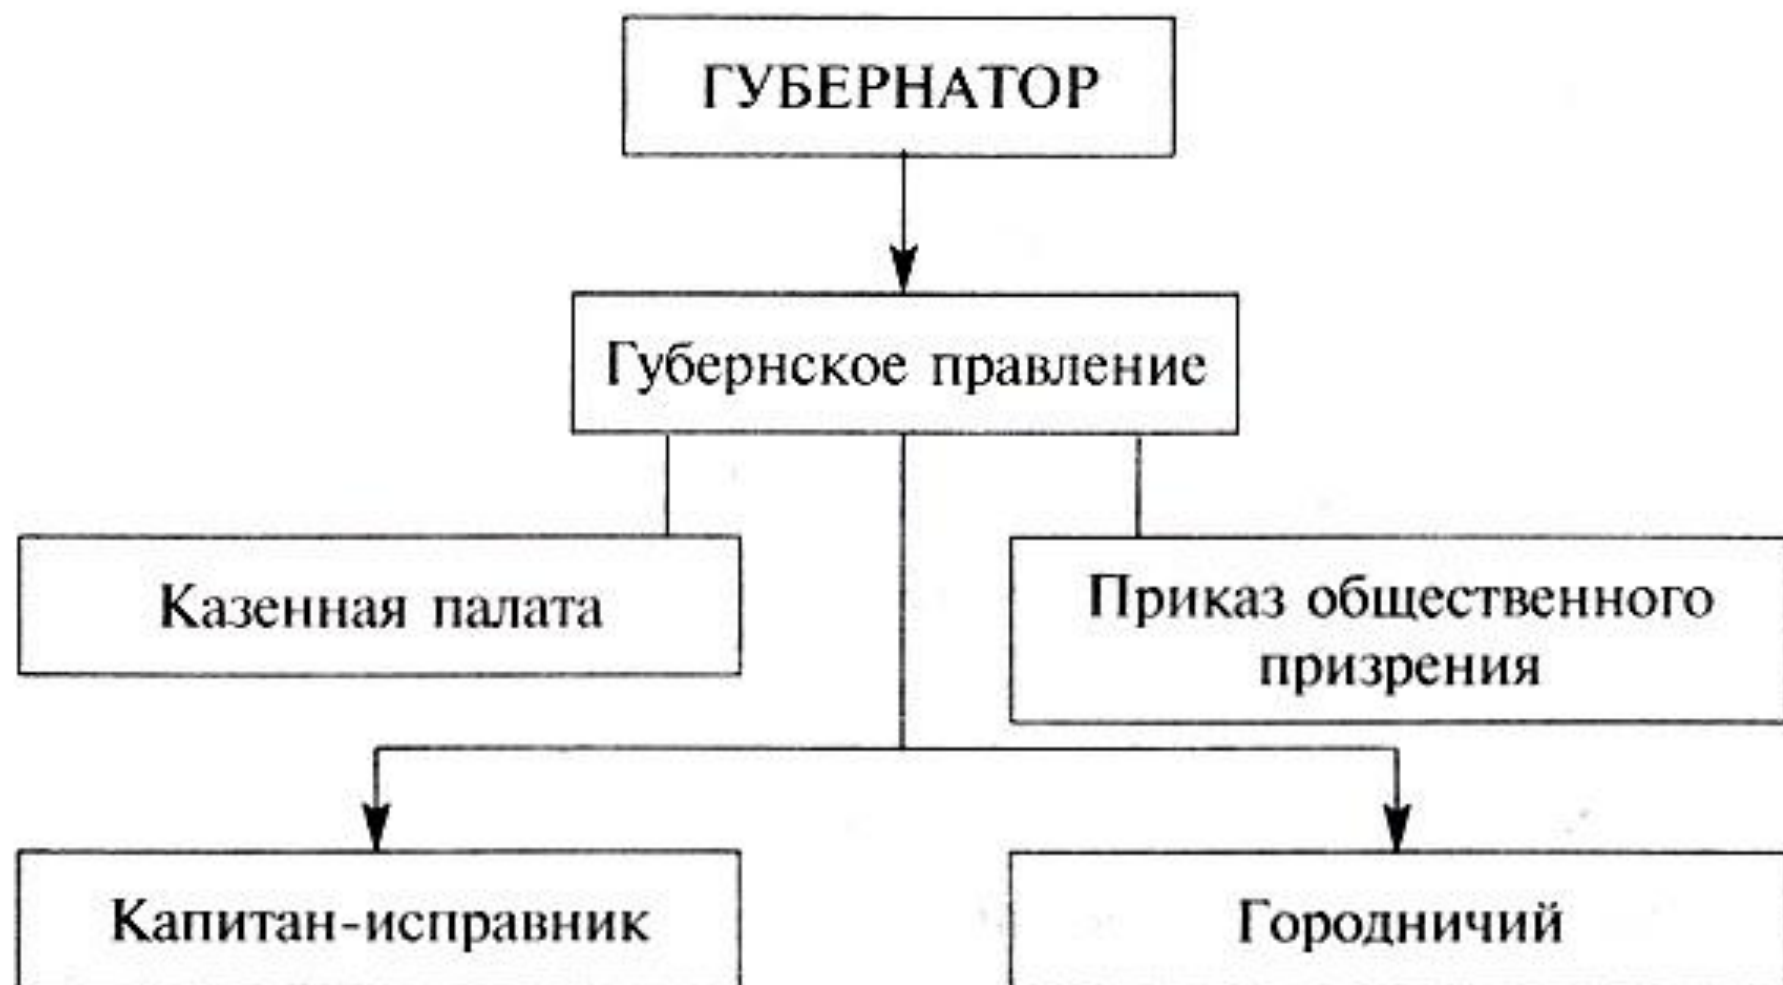 ГУБЕРНАТОР
Губернское правление
Казенная палата
Приказ общественного
призрения
Капитан-исправник
Городничий